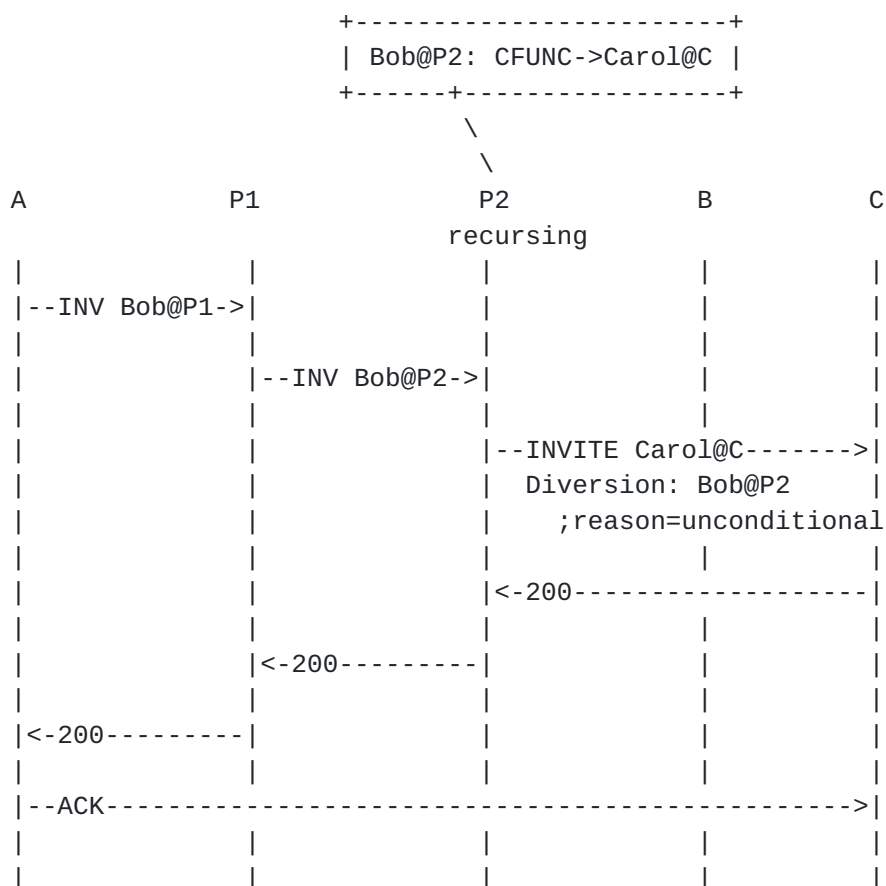 +------------------------+
| Bob@P2: CFUNC->Carol@C |
+------+-----------------+
\
\
A P1 P2 B C
recursing
| | | | |
|--INV Bob@P1->| | | |
| | | | |
| |--INV Bob@P2->| | |
| | | | |
| | |--INVITE Carol@C------->|
| | | Diversion: Bob@P2 |
| | | ;reason=unconditional
| | | | |
| | |<-200-------------------|
| | | | |
| |<-200---------| | |
| | | | |
|<-200---------| | | |
| | | | |
|--ACK--------------------------------------------------->|
| | | | |
| | | | |